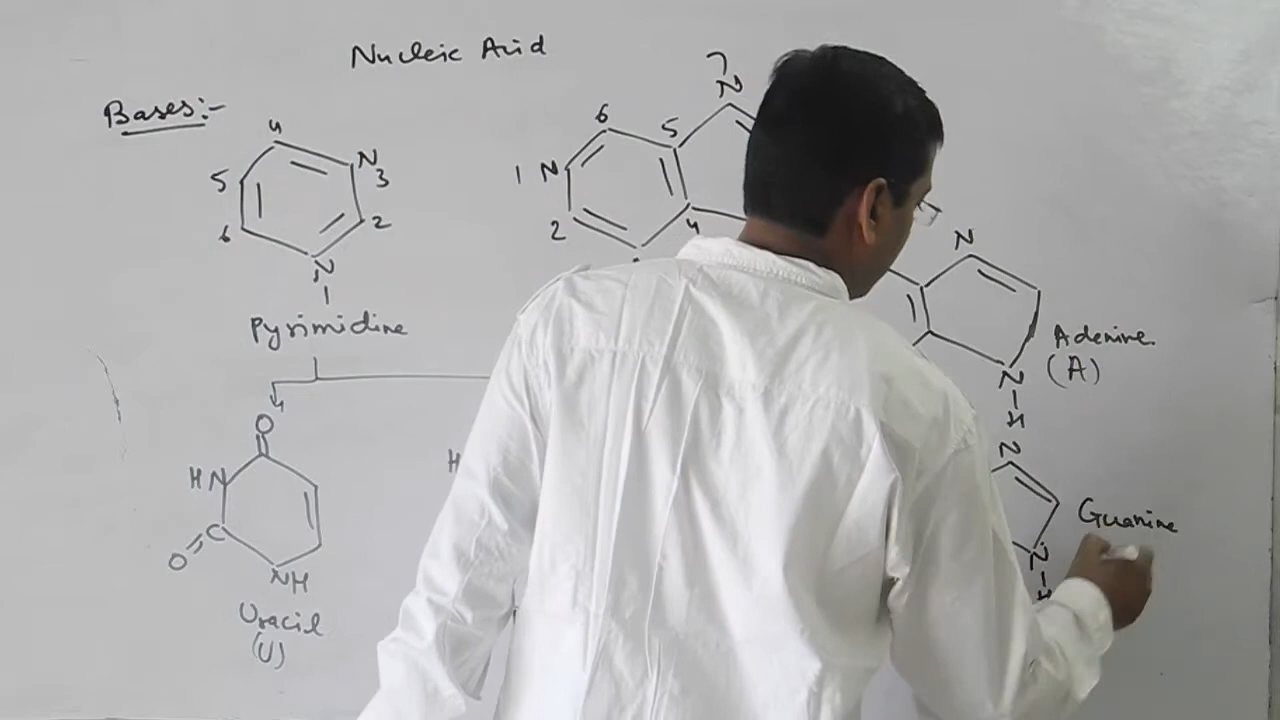 Nucleic Acid
Bases:-
4
5
N
3
6
2
N
1
Pyrimidine
7
N
6
5
1 N
2
4
N
Adenine
(A)
N
H
O
HN
C
O
NH
Uracil
(U)
H
N
Guanine
N
H